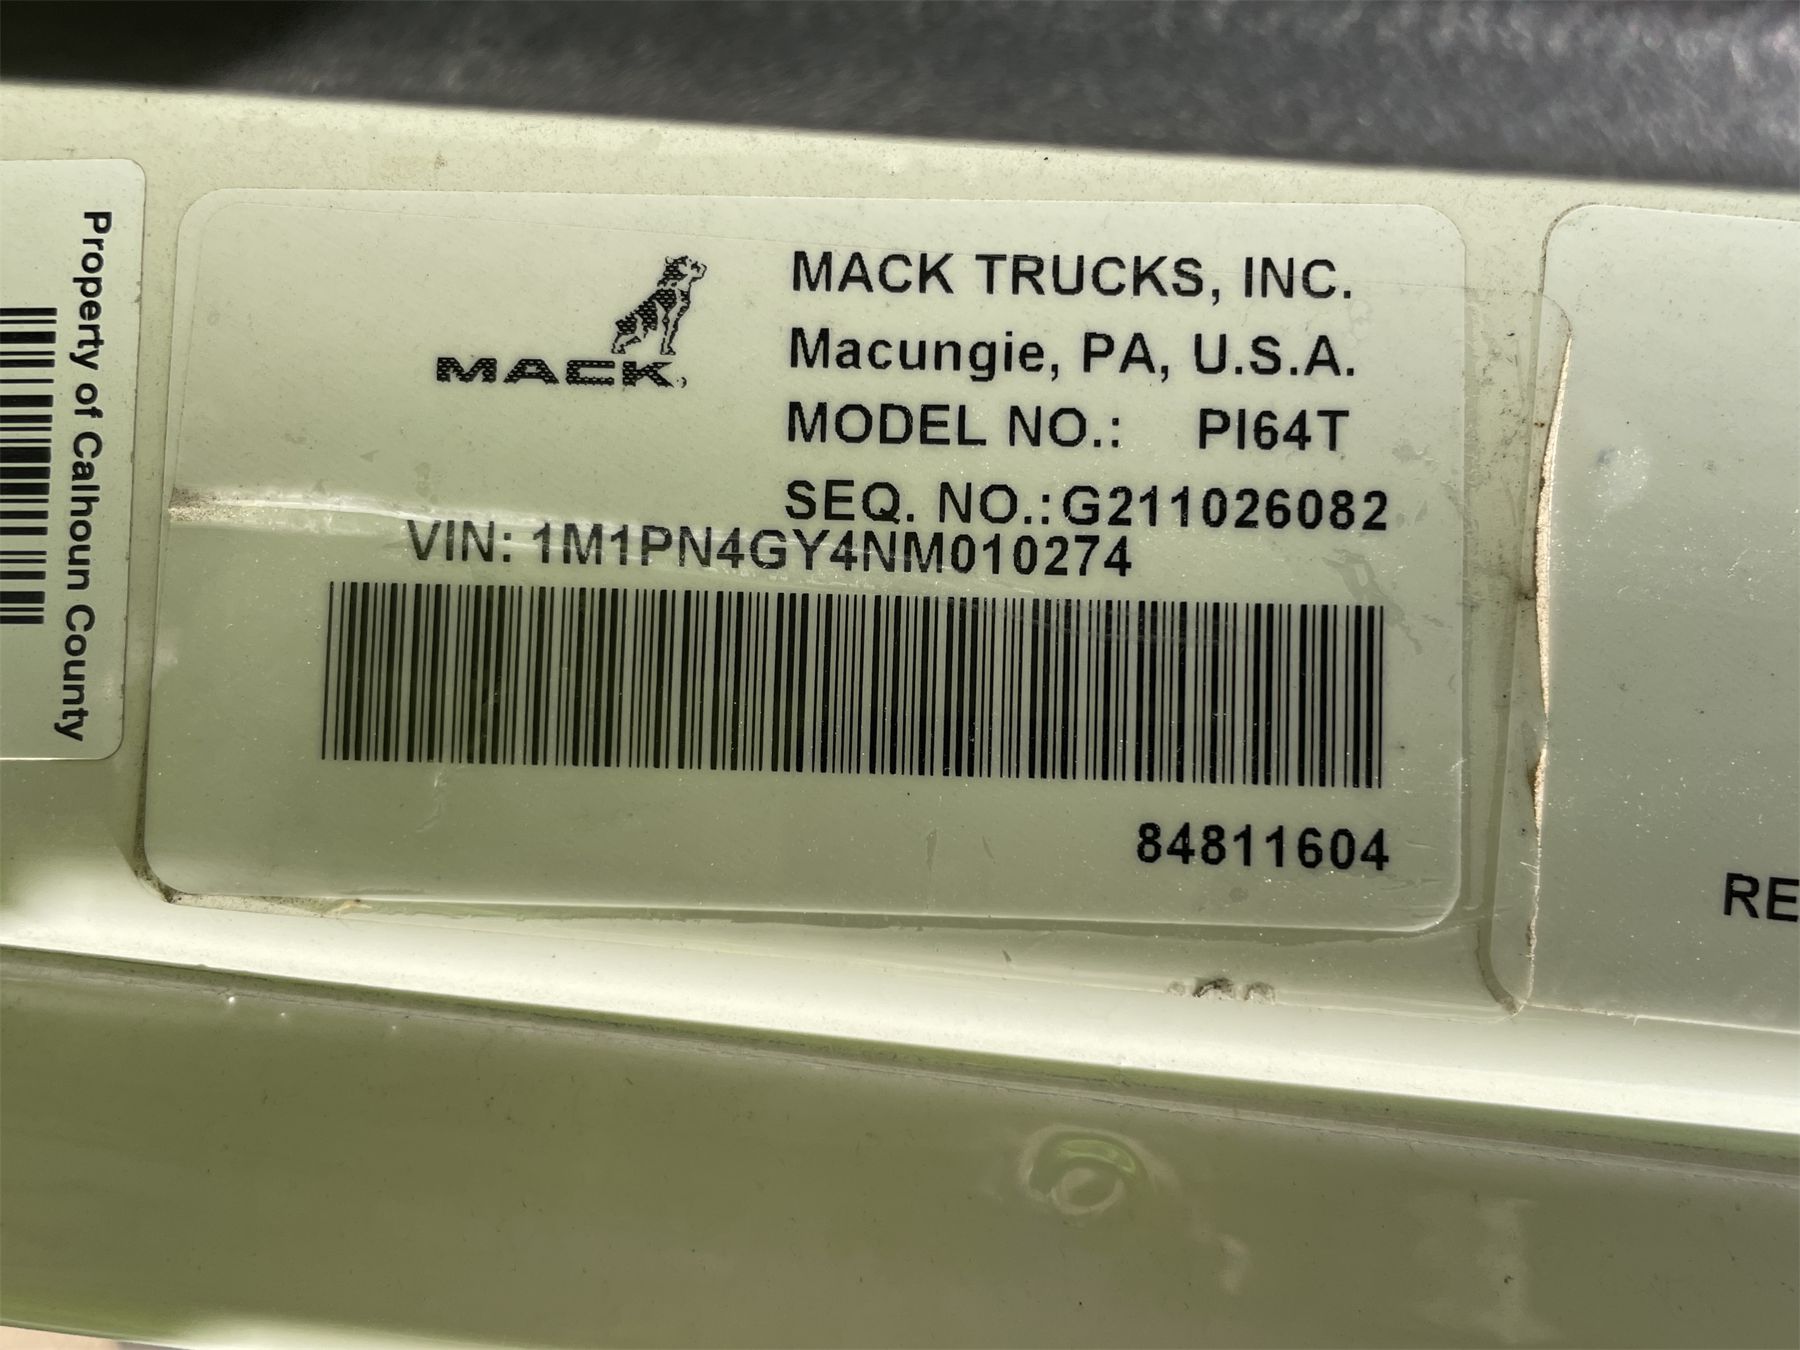 Property of Calhoun County
MACK
MACK TRUCKS, INC.
Macungie, PA, U.S.A.
MODEL NO.: PI64T
SEQ. NO.:G211026082
VIN: 1M1PN4GY4NM010274
84811604
RE